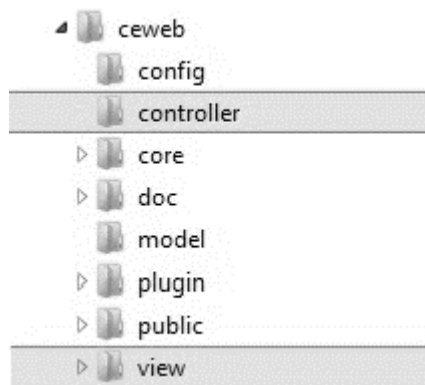 ceweb
config
controller
core
doc
model
plugin
public
view